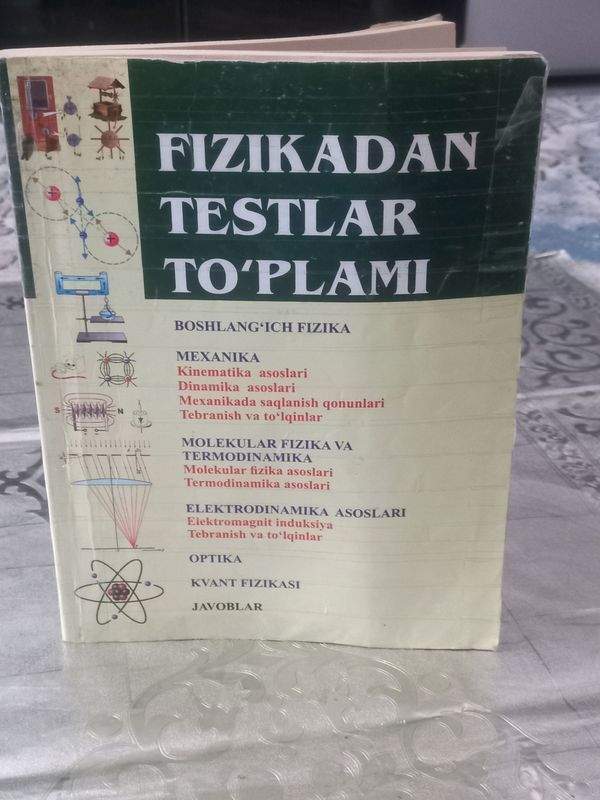 FIZIKADAN
TESTLAR
TO'PLAMI
BOSHLANG'ICH FIZIKA
MEXANIKA
Kinematika asoslari
Dinamika asoslari
Mexanikada saqlanish qonunlari
Tebranish va to'lqinlar
MOLEKULAR FIZIKA VA
TERMODINAMIKA
Molekular fizika asoslari
Termodinamika asoslari
ELEKTRODINAMIKA ASOSLARI
Elektromagnit induksiya
Tebranish va to'lqinlar
OPTIKA
KVANT FIZIKASI
JAVOBLAR
S N